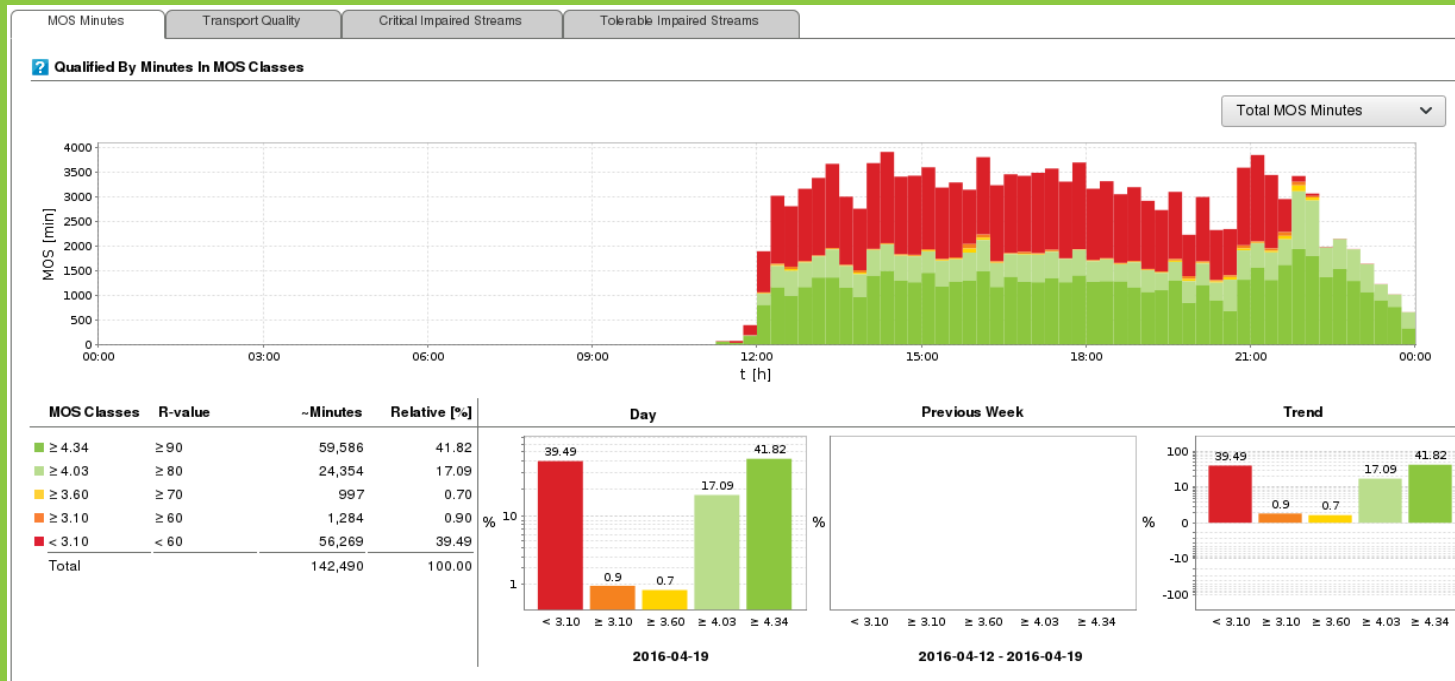 MOS Minutes Transport Quality Critical Impaired Streams Tolerable Impaired Streams
? Qualified By Minutes In MOS Classes
Total MOS Minutes
MOS [min]
4000
3500
3000
2500
2000
1500
1000
500
0
00:00 03:00 06:00 09:00 12:00 15:00 18:00 21:00 00:00
t [h]
MOS Classes R-value ~Minutes Relative [%]
≥ 4.34 ≥ 90 59,586 41.82
≥ 4.03 ≥ 80 24,354 17.09
≥ 3.60 ≥ 70 997 0.70
≥ 3.10 ≥ 60 1,284 0.90
< 3.10 < 60 56,269 39.49
Total 142,490 100.00
Day
%
10
1
39.49 0.9 0.7 17.09 41.82
< 3.10 ≥ 3.10 ≥ 3.60 ≥ 4.03 ≥ 4.34
2016-04-19
Previous Week
%
< 3.10 ≥ 3.10 ≥ 3.60 ≥ 4.03 ≥ 4.34
2016-04-12 - 2016-04-19
Trend
%
100
10
0
-10
-100
39.49 0.9 0.7 17.09 41.82
< 3.10 ≥ 3.10 ≥ 3.60 ≥ 4.03 ≥ 4.34